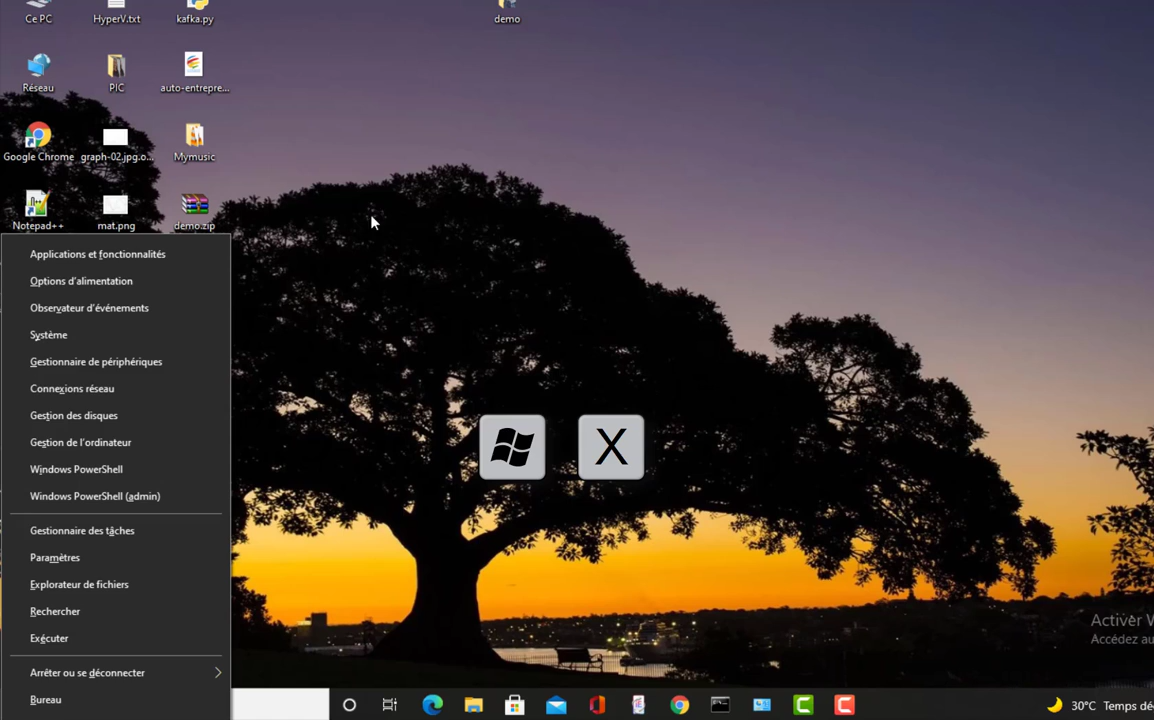 Ce PC
HyperV.txt
kafka.py
demo
Réseau
PIC
auto-entrepre...
Google Chrome
graph-02.jpg.o...
Mymusic
Notepad++
mat.png
demo.zip
Applications et fonctionnalités
Options d'alimentation
Observateur d'événements
Système
Gestionnaire de périphériques
Connexions réseau
Gestion des disques
Gestion de l'ordinateur
Windows PowerShell
Windows PowerShell (admin)
Gestionnaire des tâches
Paramètres
Explorateur de fichiers
Rechercher
Exécuter
Arrêter ou se déconnecter
Bureau
X
Activer W
Accédez au
30°C Temps dé